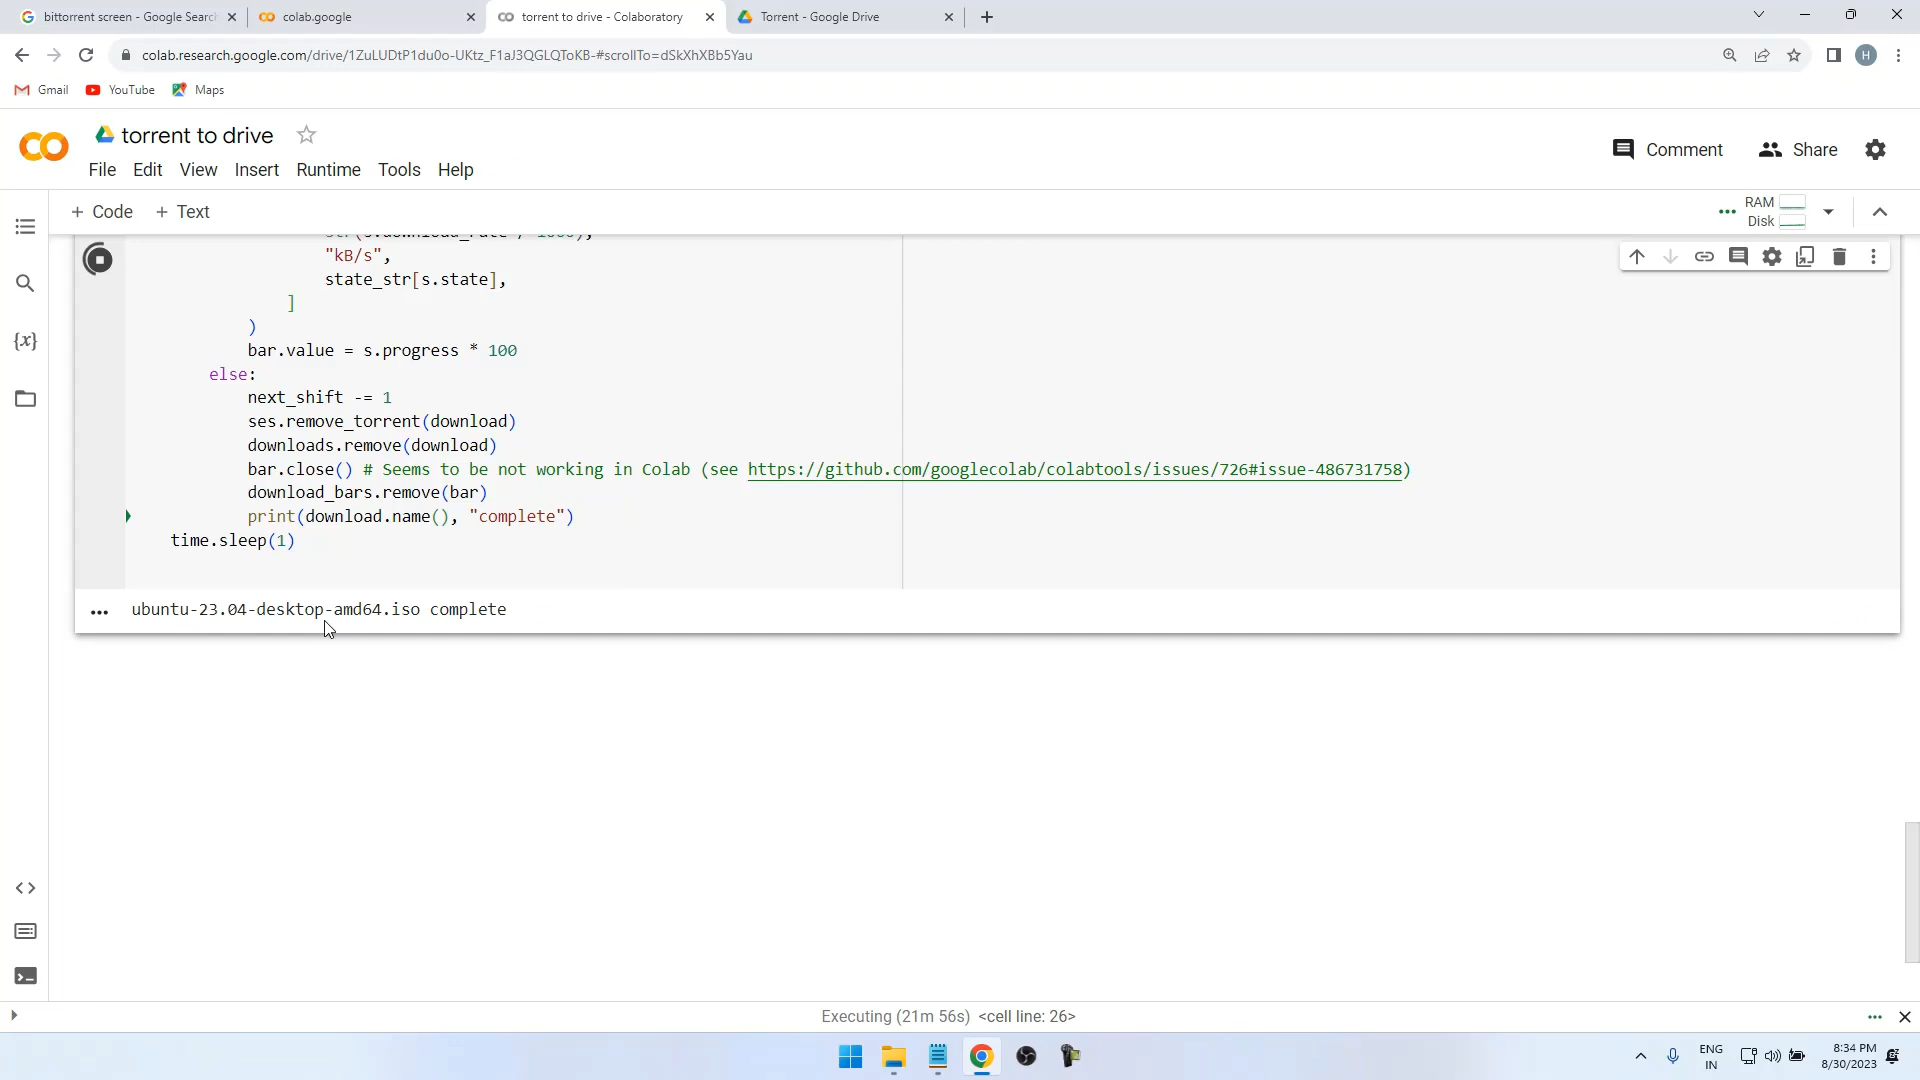 bittorrent screen - Google Searc
colab.google
torrent to drive - Colaboratory
Torrent - Google Drive
colab.research.google.com/drive/1ZuLUDtP1du0o-UKtz_F1aJ3QGLQToKB-#scrollTo=dSkXhXBb5Yau
H
Gmail
YouTube
Maps
torrent to drive
File Edit View Insert Runtime Tools Help
Comment
Share
+ Code + Text
RAM
Disk
str(s.download_rate / 1000),
"kB/s",
state_str[s.state],
]
)
bar.value = s.progress * 100
else:
next_shift -= 1
ses.remove_torrent(download)
downloads.remove(download)
bar.close() # Seems to be not working in Colab (see https://github.com/googlecolab/colabtools/issues/726#issue-486731758)
download_bars.remove(bar)
print(download.name(), "complete")
time.sleep(1)
ubuntu-23.04-desktop-amd64.iso complete
Executing (21m 56s) <cell line: 26>
ENG
IN
8:34 PM
8/30/2023